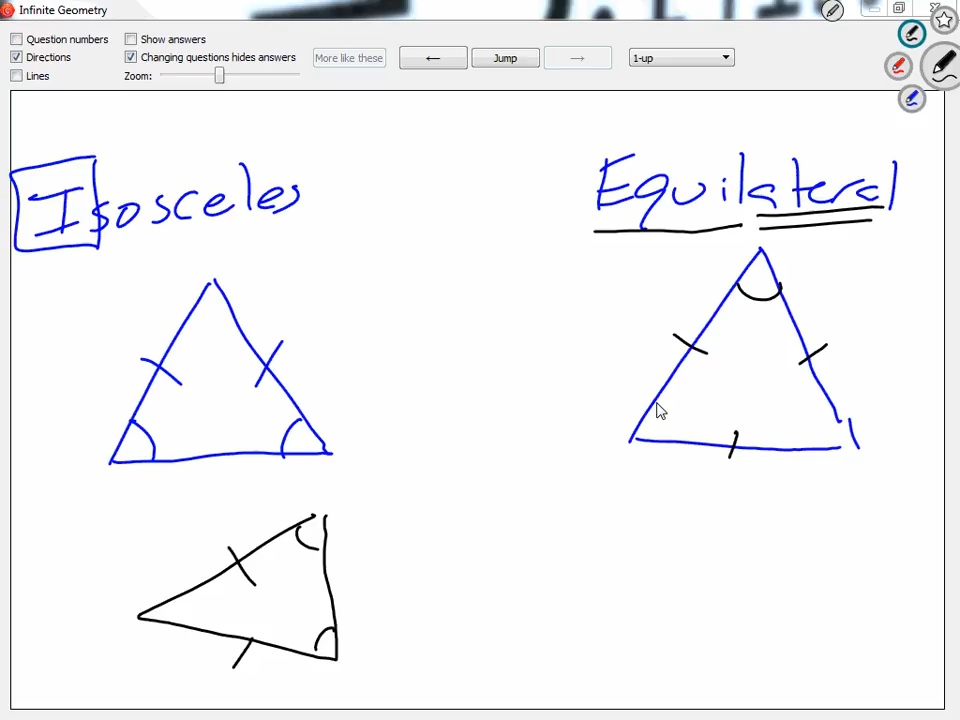 Infinite Geometry
Question numbers
Show answers
Directions
Changing questions hides answers
More like these
←
Jump
→
1-up
Lines
Zoom:
Isosceles
Equilateral